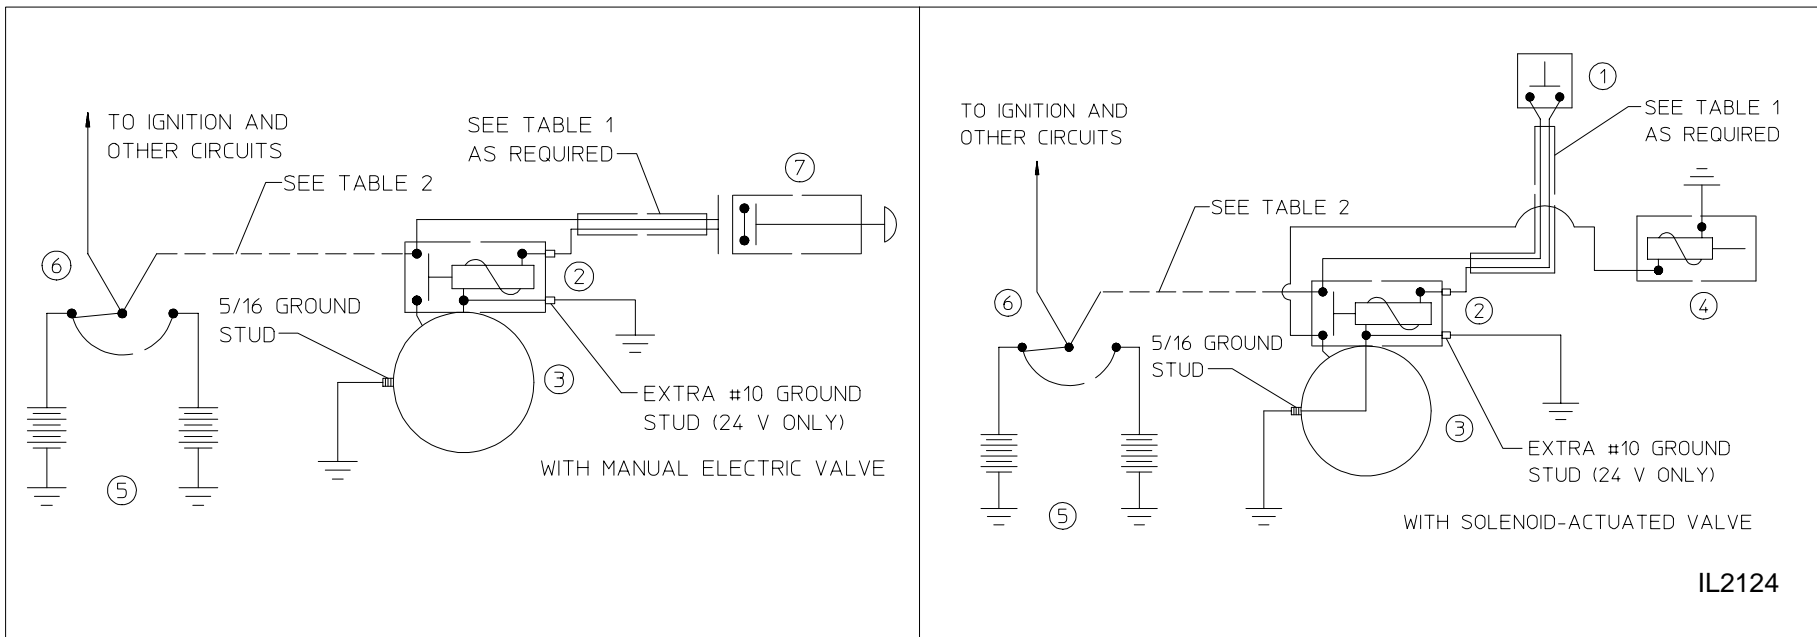 TO IGNITION AND
OTHER CIRCUITS
SEE TABLE 2
SEE TABLE 1
AS REQUIRED
7
6
2
5/16 GROUND
STUD
3
EXTRA #10 GROUND
STUD (24 V ONLY)
WITH MANUAL ELECTRIC VALVE
5
1
TO IGNITION AND
OTHER CIRCUITS
SEE TABLE 1
AS REQUIRED
SEE TABLE 2
4
6
2
5/16 GROUND
STUD
3
EXTRA #10 GROUND
STUD (24 V ONLY)
5
WITH SOLENOID-ACTUATED VALVE
IL2124